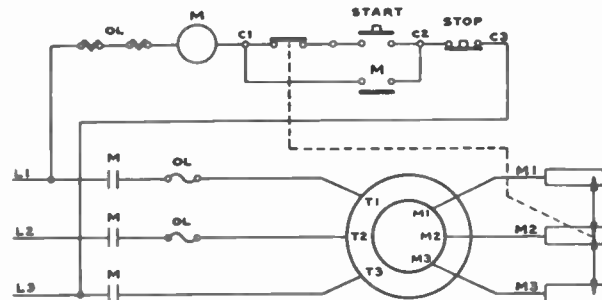 START
OL M C1 C2 STOP C3
M
L1 M OL M1
T1 M1
L2 M OL T2 M2 M2
T3 M3
L3 M M3